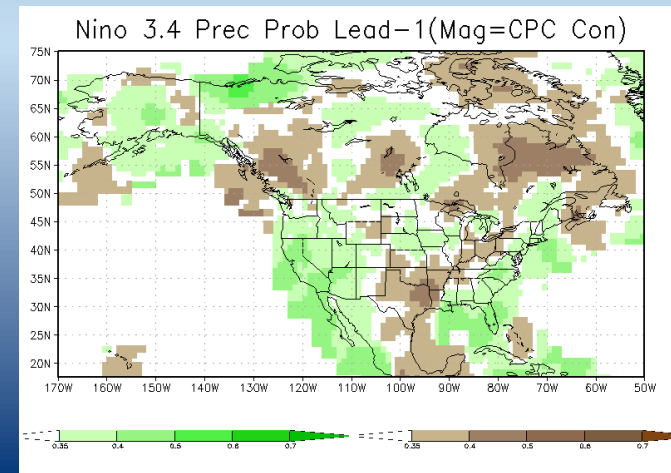 Nino 3.4 Prec Prob Lead-1(Mag=CPC Con)
75N
70N
65N
60N
55N
50N
45N
40N
35N
30N
25N
20N
170W 160W 150W 140W 130W 120W 110W 100W 90W 80W 70W 60W 50W
0.35 0.4 0.5 0.6 0.7 0.35 0.4 0.5 0.6 0.7